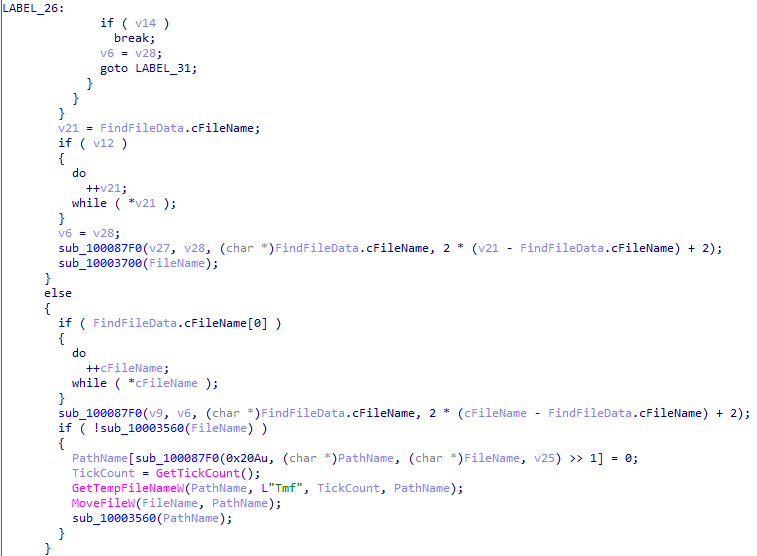 LABEL_26:
if ( v14 )
break;
v6 = v28;
goto LABEL_31;
}
}
}
v21 = FindFileData.cFileName;
if ( v12 )
{
do
++v21;
while ( *v21 );
}
v6 = v28;
sub_100087F0(v27, v28, (char *)FindFileData.cFileName, 2 * (v21 - FindFileData.cFileName) + 2);
sub_10003700(FileName);
}
else
{
if ( FindFileData.cFileName[0] )
{
do
++cFileName;
while ( *cFileName );
}
sub_100087F0(v9, v6, (char *)FindFileData.cFileName, 2 * (cFileName - FindFileData.cFileName) + 2);
if ( !sub_10003560(FileName) )
{
PathName[sub_100087F0(0x20Au, (char *)PathName, (char *)FileName, v25) >> 1] = 0;
TickCount = GetTickCount();
GetTempFileNameW(PathName, L"Tmf", TickCount, PathName);
MoveFileW(FileName, PathName);
sub_10003560(PathName);
}
}